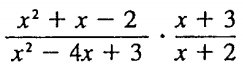 x² + x − 2 / x² − 4x + 3 · x + 3 / x + 2